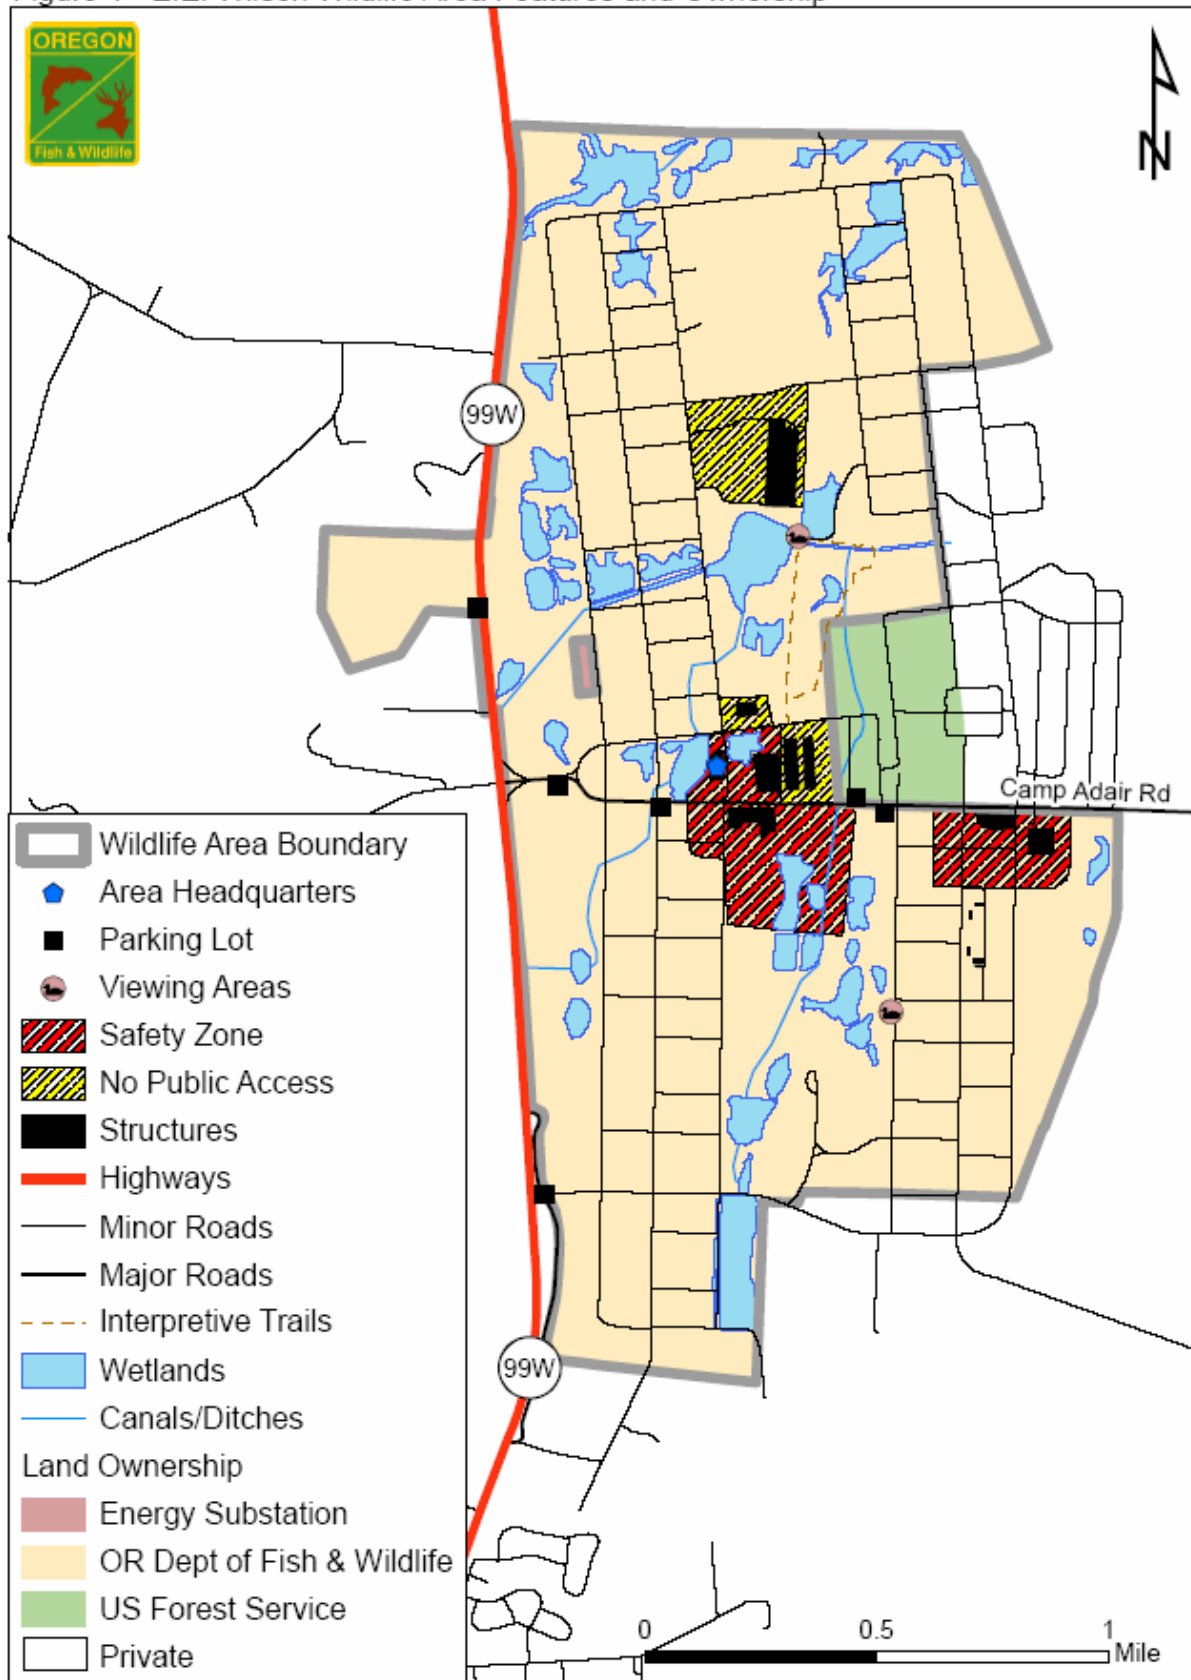 OREGON
Fish & Wildlife
N
99W
Camp Adair Rd
Wildlife Area Boundary
Area Headquarters
Parking Lot
Viewing Areas
Safety Zone
No Public Access
Structures
Highways
Minor Roads
Major Roads
Interpretive Trails
Wetlands
Canals/Ditches
Land Ownership
Energy Substation
OR Dept of Fish & Wildlife
US Forest Service
Private
99W
0 0.5 1
Mile